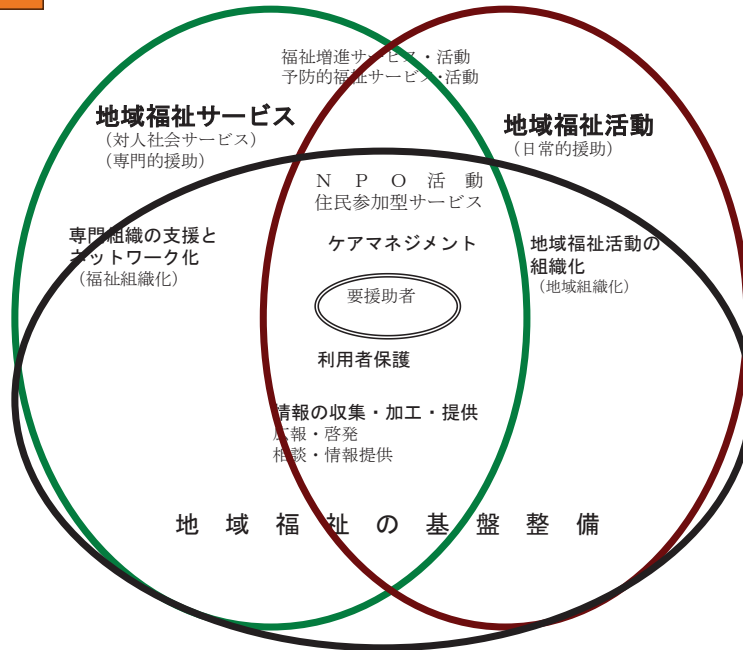 福祉増進サービス・活動
予防的福祉サービス・活動
地域福祉サービス
（対人社会サービス）
（専門的援助）
地域福祉活動
（日常的援助）
ＮＰＯ活動
住民参加型サービス
専門組織の支援と
ネットワーク化
（福祉組織化）
ケアマネジメント
地域福祉活動の
組織化
（地域組織化）
要援助者
利用者保護
情報の収集・加工・提供
広報・啓発
相談・情報提供
地域福祉の基盤整備